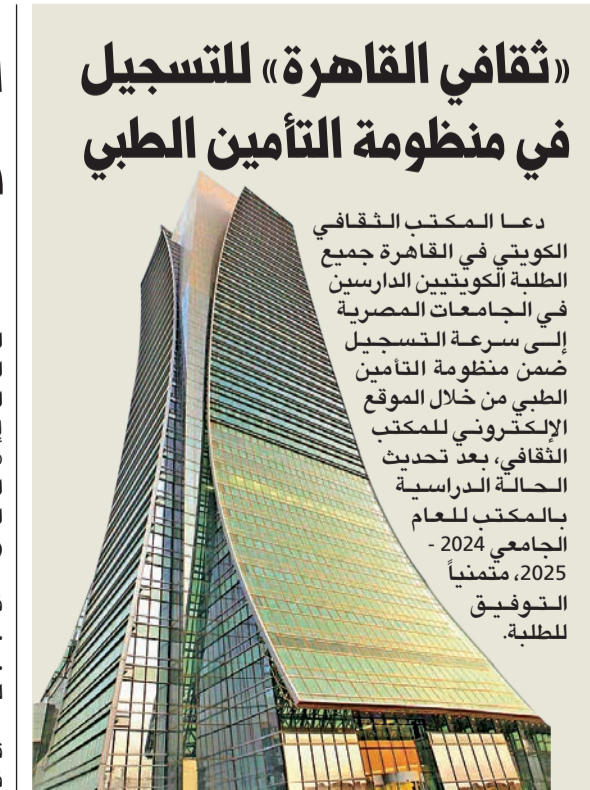 «ثقافي القاهرة» للتسجيل
في منظومة التأمين الطبي
دعا المكتب الثقافي
الكويتي في القاهرة جميع
الطلبة الكويتيين الدارسين
في الجامعات المصرية
إلى سرعة التسجيل
ضمن منظومة التأمين
الطبي من خلال الموقع
الإلكتروني للمكتب
الثقافي، بعد تحديث
الحالة الدراسية
بالمكتب للعام
الجامعي 2024 -
2025، متمنياً
التوفيق
للطلبة.